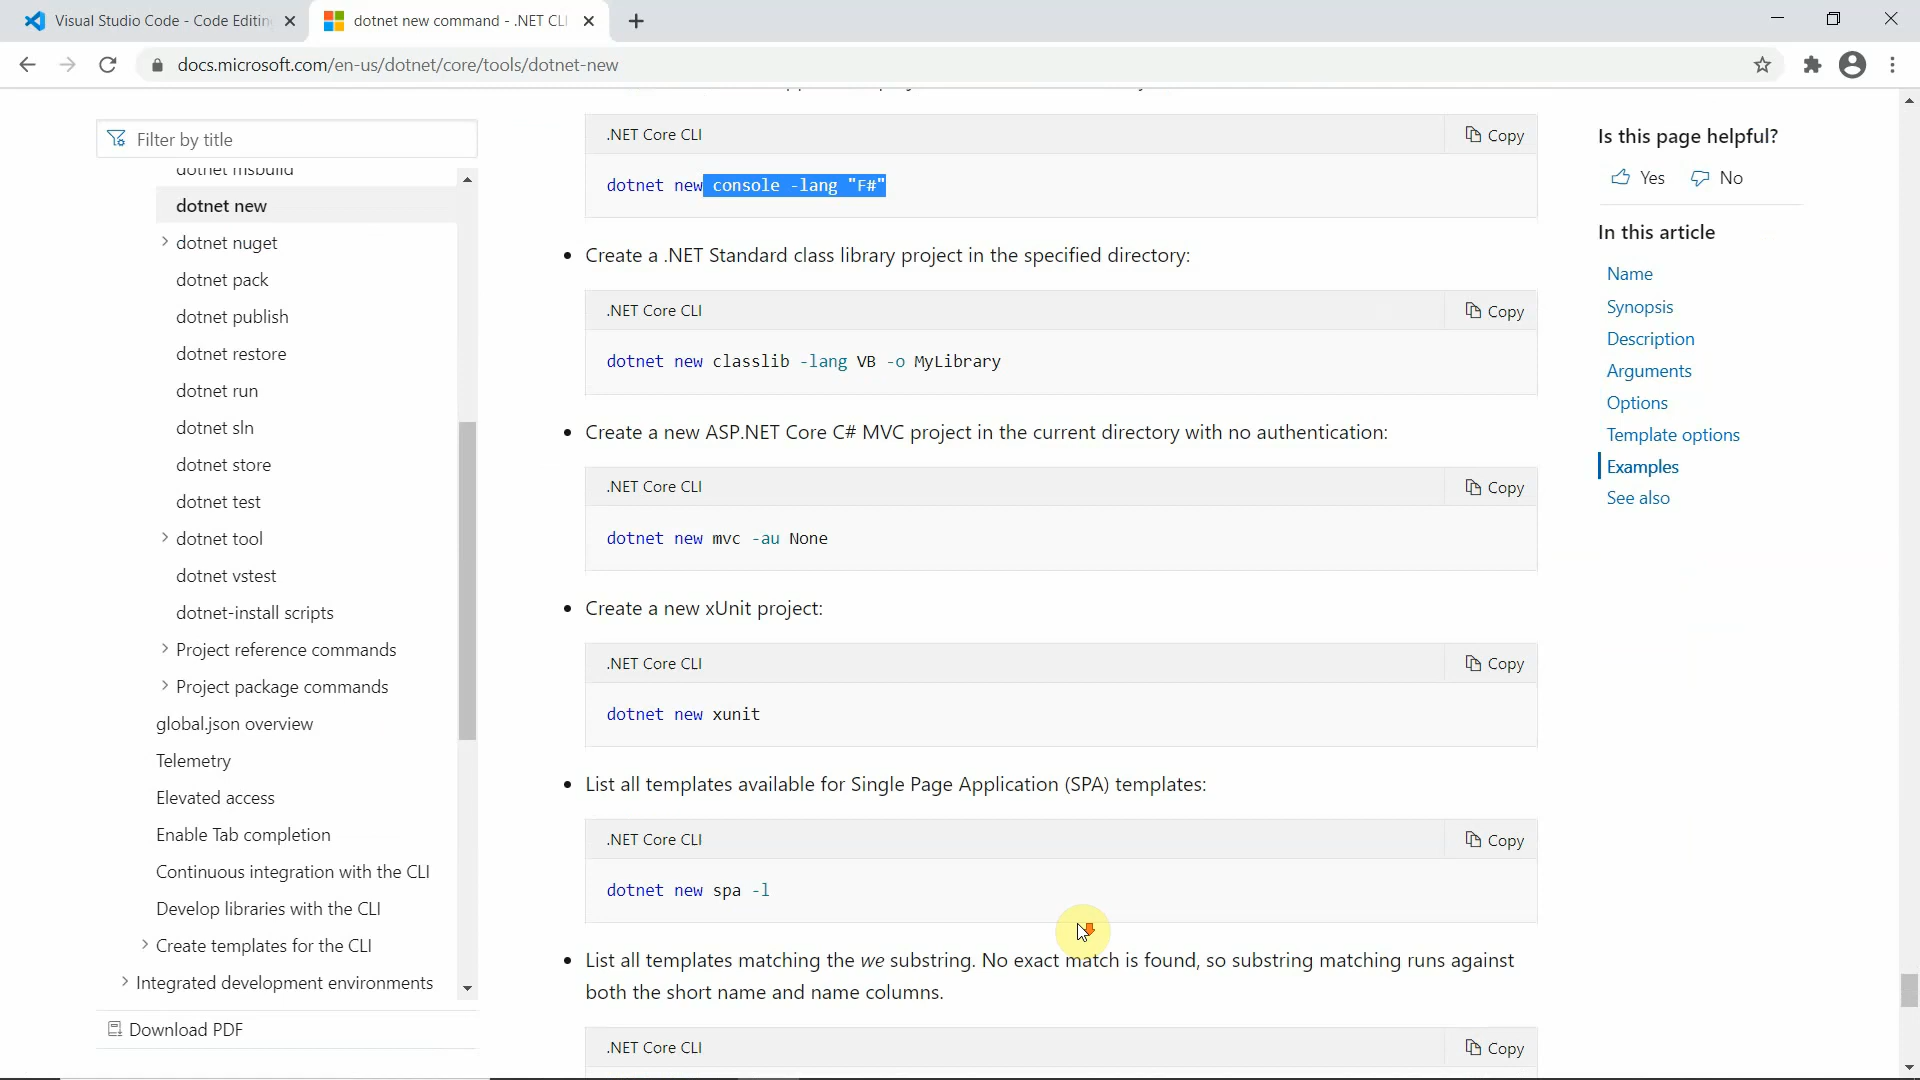 Visual Studio Code - Code Editin
dotnet new command - .NET CL
docs.microsoft.com/en-us/dotnet/core/tools/dotnet-new
Filter by title
dotnet msbuild
dotnet new
dotnet nuget
dotnet pack
dotnet publish
dotnet restore
dotnet run
dotnet sln
dotnet store
dotnet test
dotnet tool
dotnet vstest
dotnet-install scripts
Project reference commands
Project package commands
global.json overview
Telemetry
Elevated access
Enable Tab completion
Continuous integration with the CLI
Develop libraries with the CLI
Create templates for the CLI
Integrated development environments
Download PDF
.NET Core CLI Copy
dotnet new console -lang "F#"
• Create a .NET Standard class library project in the specified directory:
.NET Core CLI Copy
dotnet new classlib -lang VB -o MyLibrary
• Create a new ASP.NET Core C# MVC project in the current directory with no authentication:
.NET Core CLI Copy
dotnet new mvc -au None
• Create a new xUnit project:
.NET Core CLI Copy
dotnet new xunit
• List all templates available for Single Page Application (SPA) templates:
.NET Core CLI Copy
dotnet new spa -l
• List all templates matching the we substring. No exact match is found, so substring matching runs against
both the short name and name columns.
.NET Core CLI Copy
Is this page helpful?
Yes No
In this article
Name
Synopsis
Description
Arguments
Options
Template options
Examples
See also